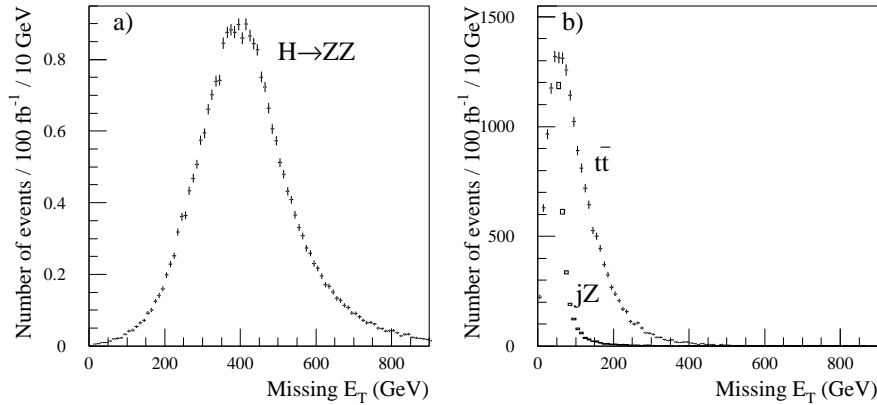 a)
H→ZZ
Number of events / 100 fb⁻¹ / 10 GeV
0.8
0.6
0.4
0.2
0
0 200 400 600 800
Missing E_T (GeV)
b)
tt̄
jZ
Number of events / 100 fb⁻¹ / 10 GeV
1500
1000
500
0
0 200 400 600 800
Missing E_T (GeV)